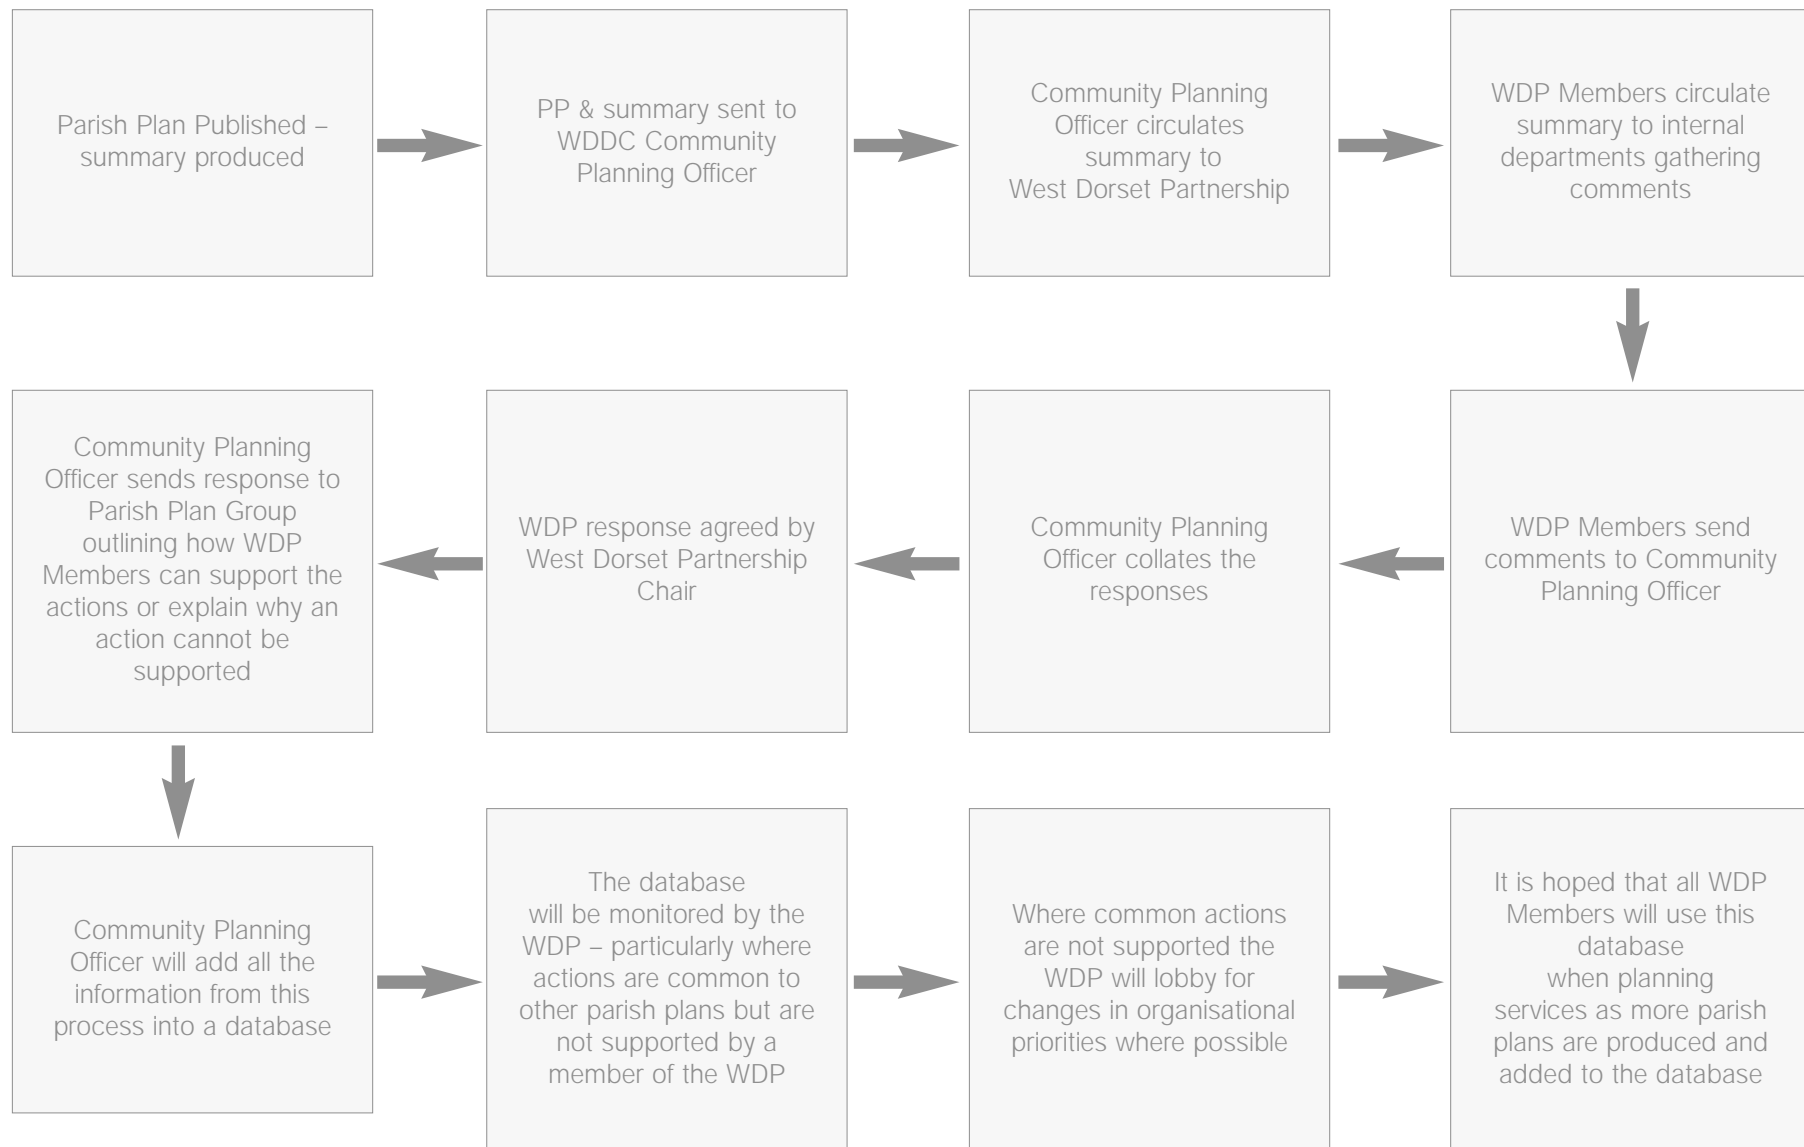 Parish Plan Published –
summary produced
PP & summary sent to
WDDC Community
Planning Officer
Community Planning
Officer circulates
summary to
West Dorset Partnership
WDP Members circulate
summary to internal
departments gathering
comments
WDP Members send
comments to Community
Planning Officer
Community Planning
Officer collates the
responses
WDP response agreed by
West Dorset Partnership
Chair
Community Planning
Officer sends response to
Parish Plan Group
outlining how WDP
Members can support the
actions or explain why an
action cannot be
supported
Community Planning
Officer will add all the
information from this
process into a database
The database
will be monitored by the
WDP – particularly where
actions are common to
other parish plans but are
not supported by a
member of the WDP
Where common actions
are not supported the
WDP will lobby for
changes in organisational
priorities where possible
It is hoped that all WDP
Members will use this
database
when planning
services as more parish
plans are produced and
added to the database